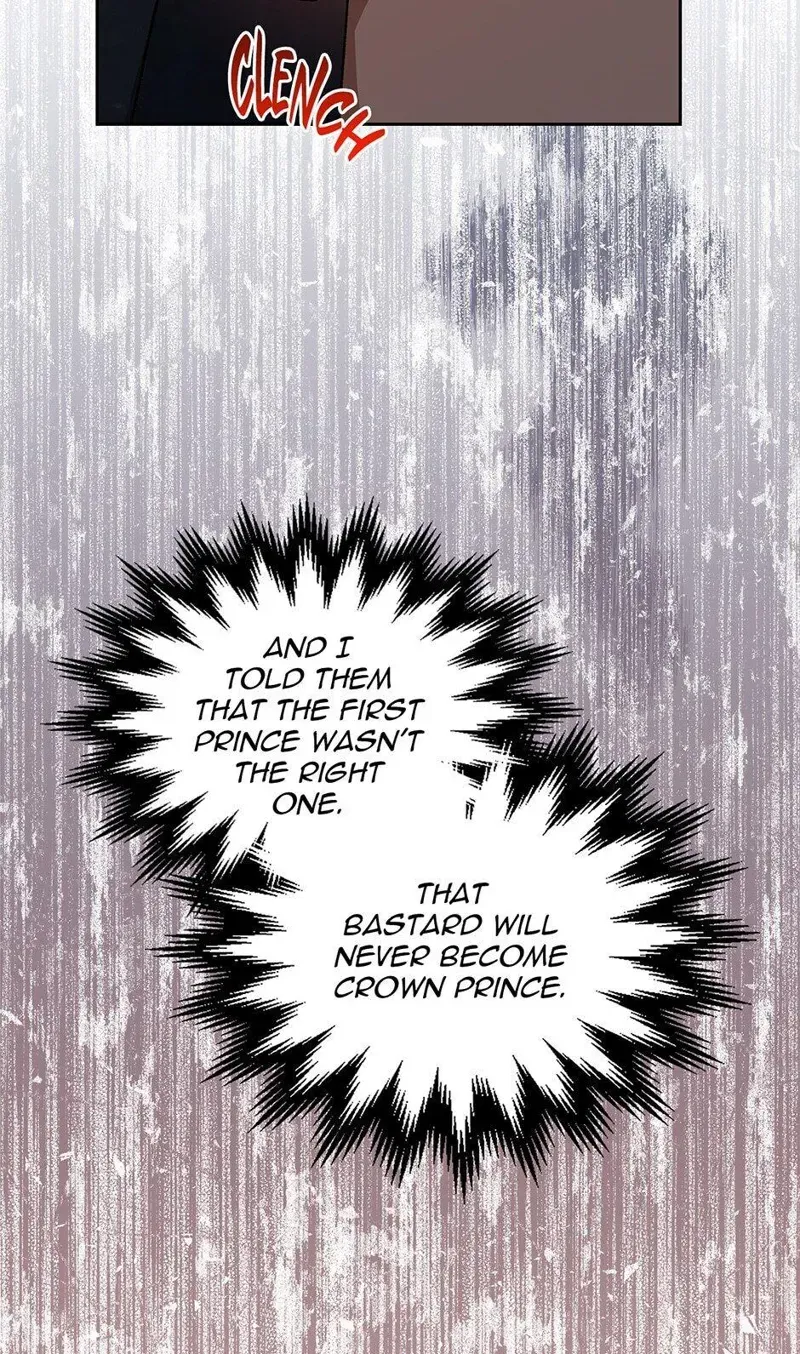 CLENCH
AND I
TOLD THEM
THAT THE FIRST
PRINCE WASN'T
THE RIGHT
ONE.
THAT
BASTARD WILL
NEVER BECOME
CROWN PRINCE.